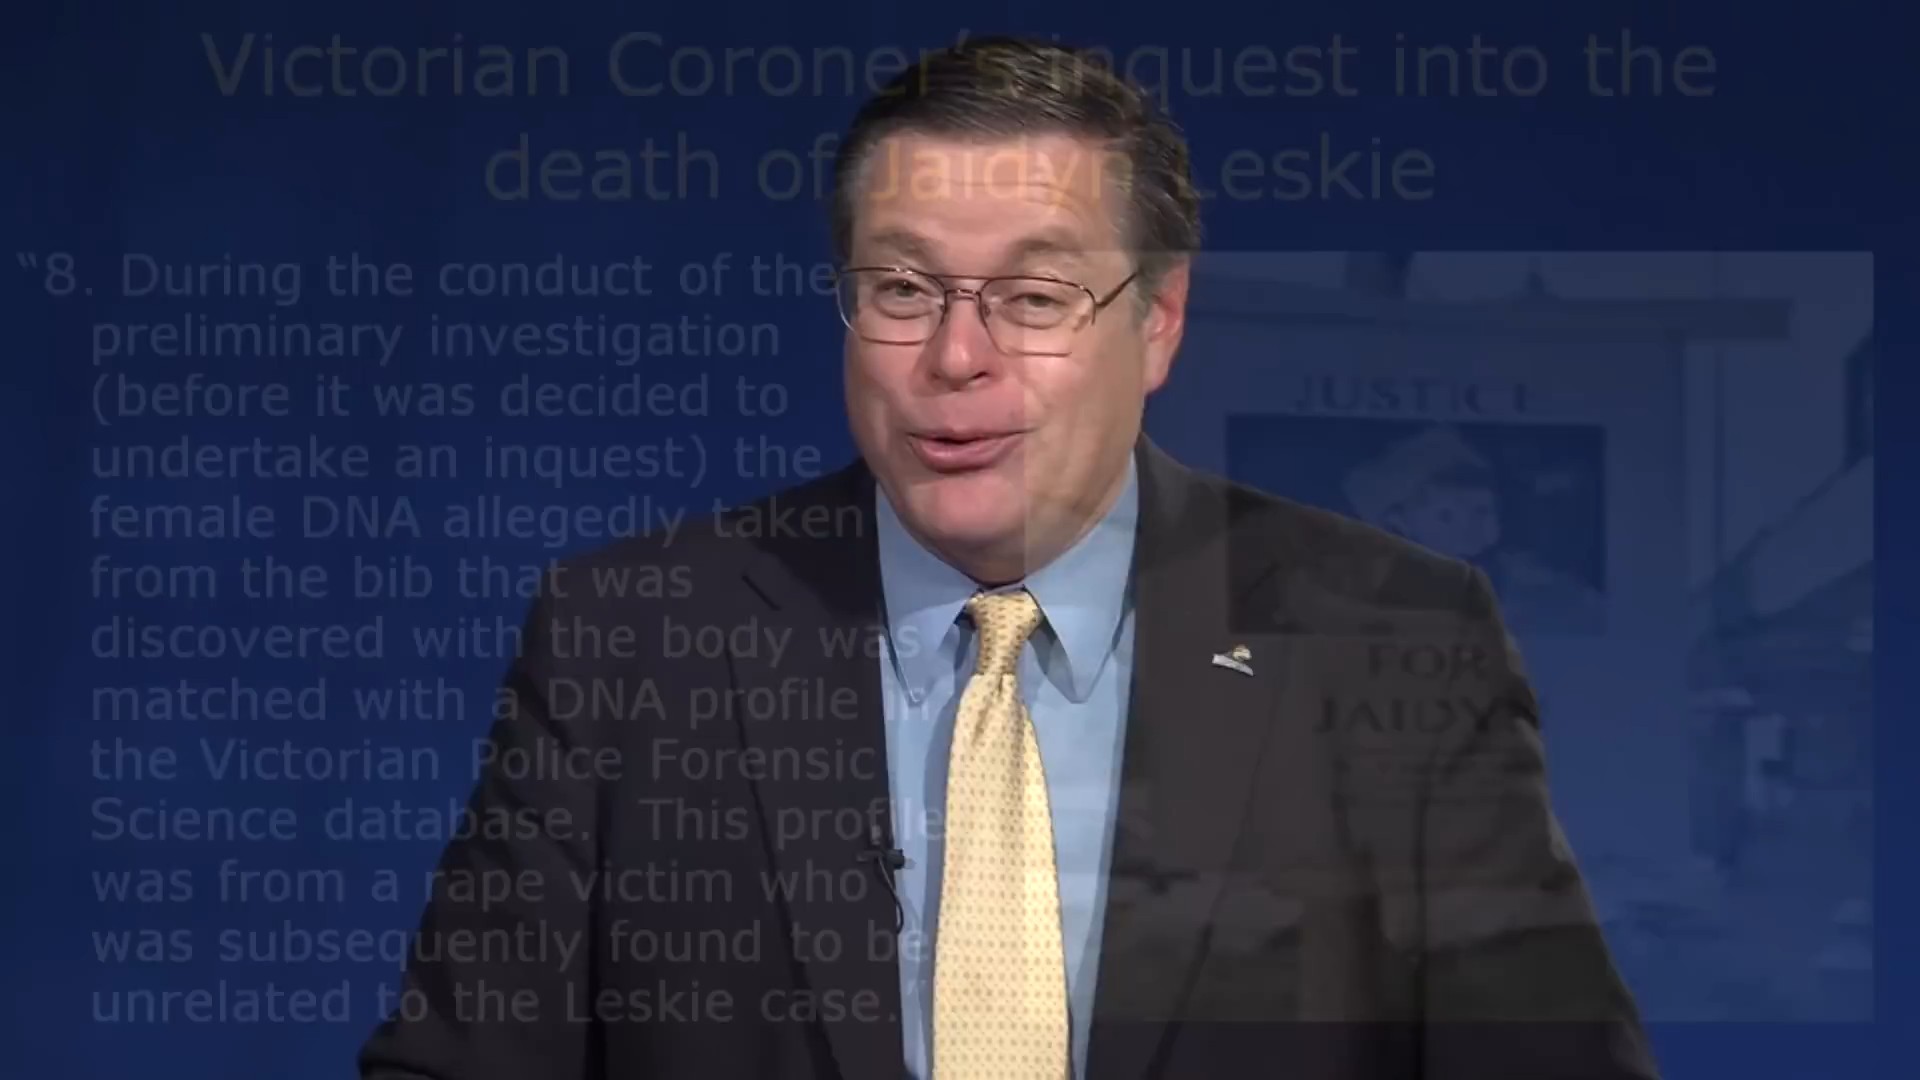 Victorian Coroner's inquest into the
death of Jaidyn Leskie
“8. During the conduct of the
preliminary investigation
(before it was decided to
undertake an inquest) the
female DNA allegedly taken
from the bib that was
discovered with the body was
matched with a DNA profile in
the Victorian Police Forensic
Science database. This profile
was from a rape victim who
was subsequently found to be
unrelated to the Leskie case.”
JUSTICE
FOR
JAIDYN